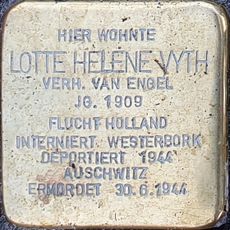 HIER WOHNTE
LOTTE HELENE VYTH
VERH. VAN ENGEL
JG. 1909
FLUCHT HOLLAND
INTERNIERT WESTERBORK
DEPORTIERT 1944
AUSCHWITZ
ERMORDET 30.6.1944